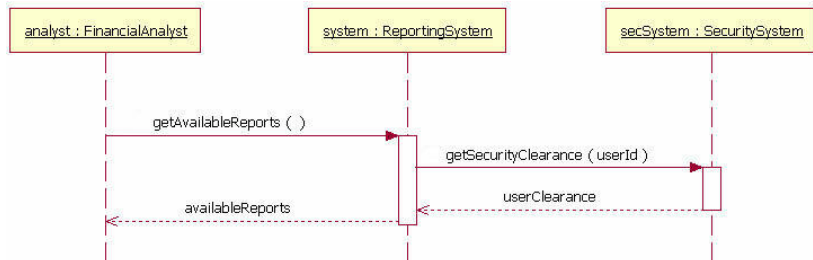 analyst : FinancialAnalyst
system : ReportingSystem
secSystem : SecuritySystem
getAvailableReports ( )
getSecurityClearance ( userId )
userClearance
availableReports